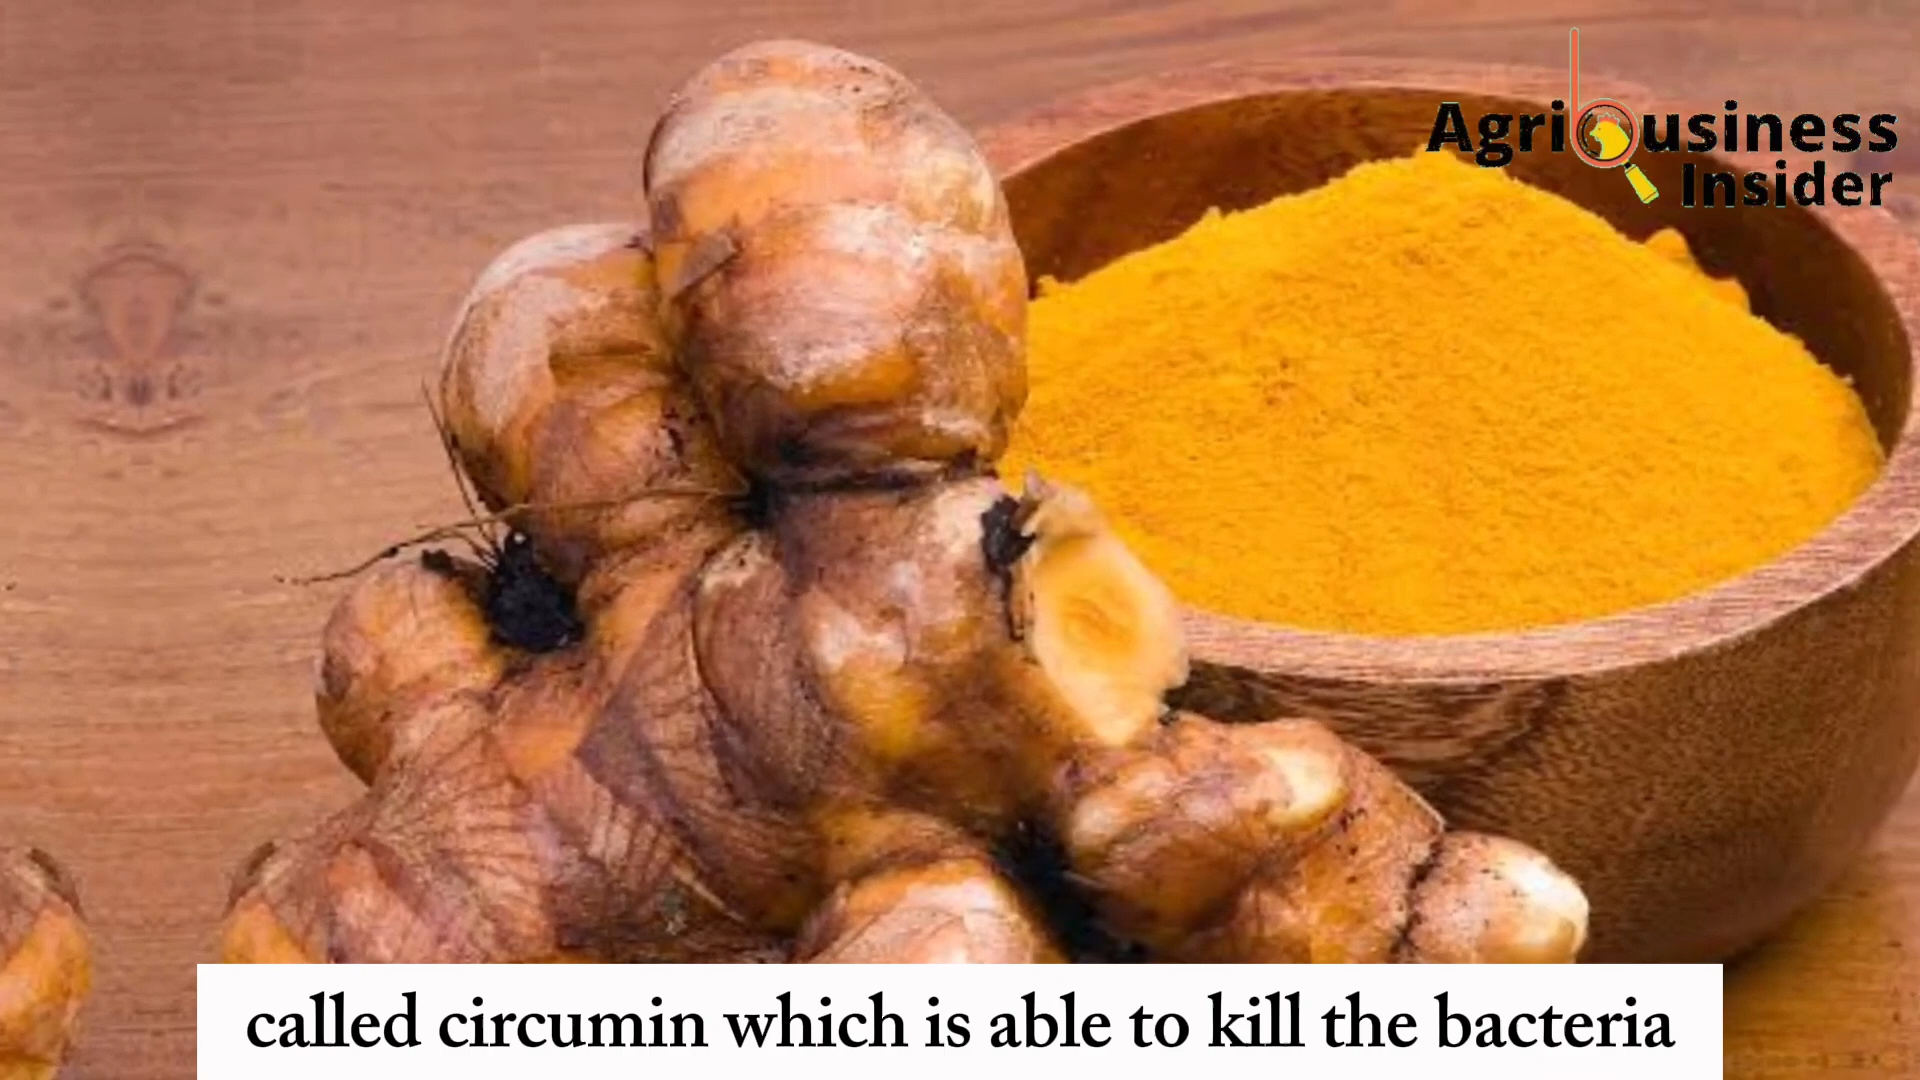 Agribusiness
Insider
called circumin which is able to kill the bacteria